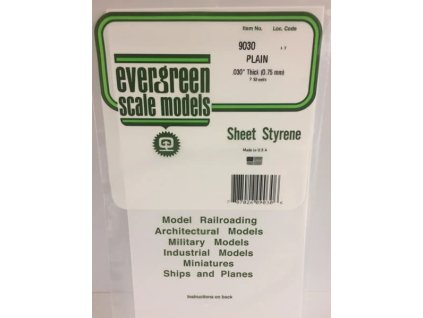 Item No. Loc. Code
9030
PLAIN
.030" Thick (0.75 mm)
evergreen
scale models
Sheet Styrene
Made in U.S.A.
Model Railroading
Architectural Models
Military Models
Industrial Models
Miniatures
Ships and Planes
Instructions on back